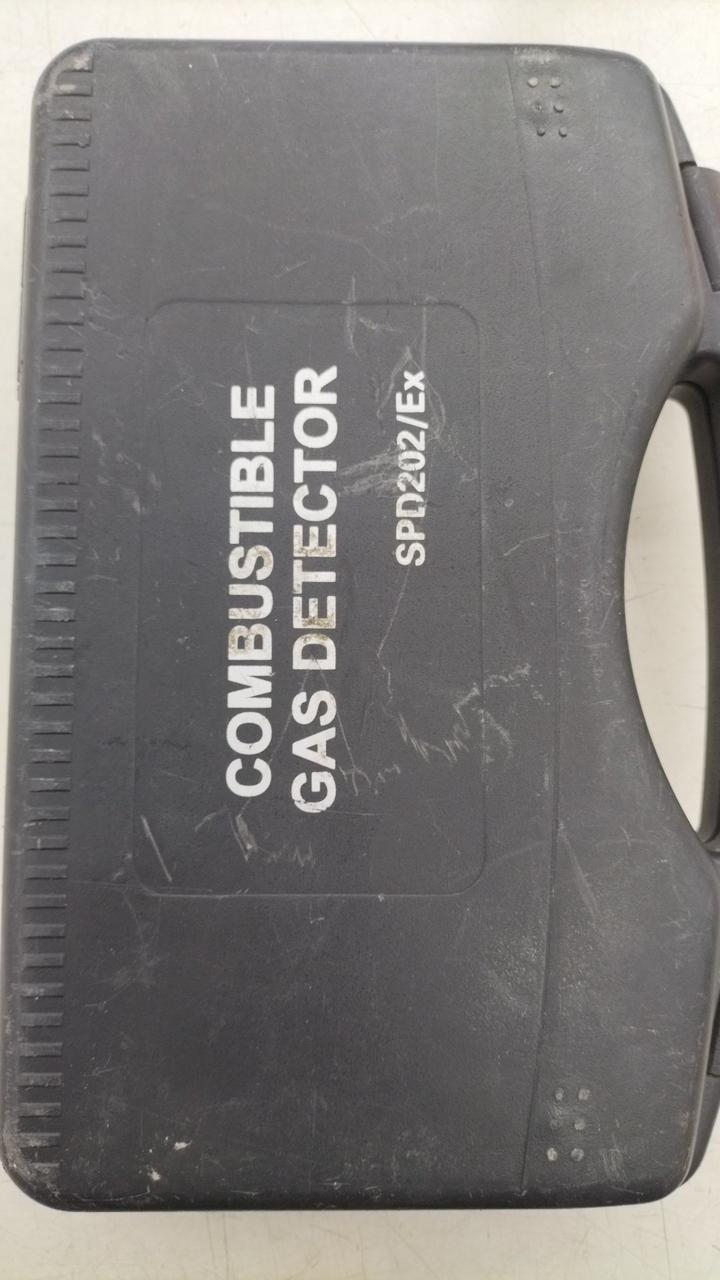 COMBUSTIBLE
GAS DETECTOR
SPD202/Ex